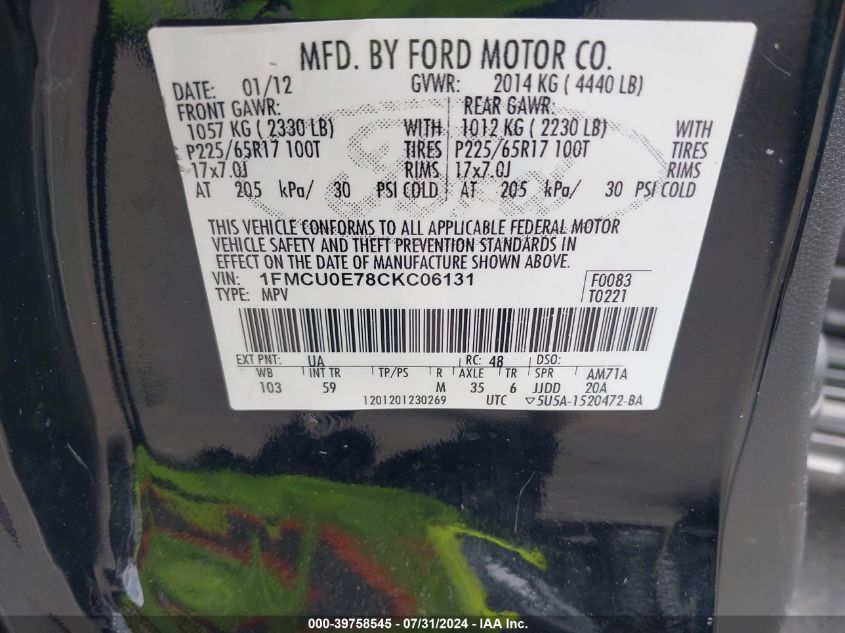 MFD. BY FORD MOTOR CO.
DATE: 01/12 GVWR: 2014 KG ( 4440 LB)
FRONT GAWR: REAR GAWR:
1057 KG ( 2330 LB) WITH 1012 KG ( 2230 LB) WITH
P225/65R17 100T TIRES P225/65R17 100T TIRES
17x7.0J RIMS 17x7.0J RIMS
AT 205 kPa/ 30 PSI COLD AT 205 kPa/ 30 PSI COLD
THIS VEHICLE CONFORMS TO ALL APPLICABLE FEDERAL MOTOR
VEHICLE SAFETY AND THEFT PREVENTION STANDARDS IN
EFFECT ON THE DATE OF MANUFACTURE SHOWN ABOVE.
VIN: 1FMCU0E78CKC06131 F0083
TYPE: MPV T0221
EXT PNT: UA RC: 48 DSO:
WB INT TR TP/PS R AXLE TR SPR AM71A
103 59 M 35 6 JJDD 20A
1201201230269 UTC ▽5U5A-1520472-BA
000-39758545 - 07/31/2024 - IAAI, Inc.